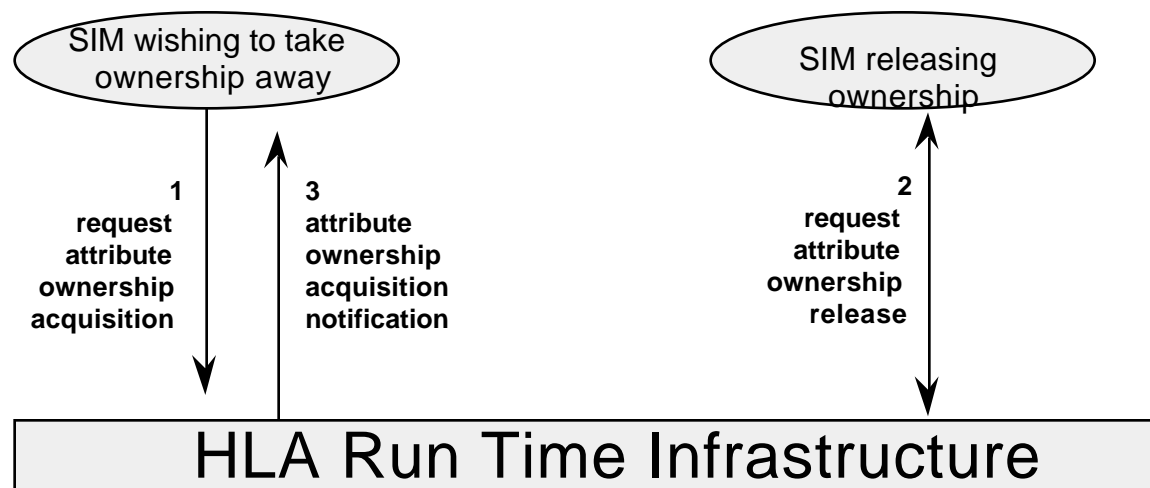 SIM wishing to take
ownership away
SIM releasing
ownership
1
request
attribute
ownership
acquisition
3
attribute
ownership
acquisition
notification
2
request
attribute
ownership
release
HLA Run Time Infrastructure